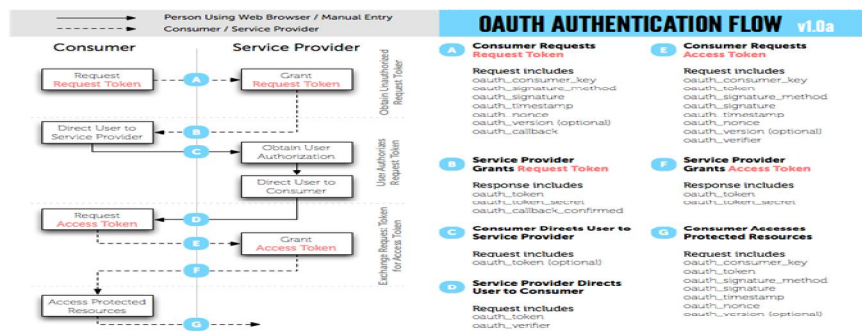 Person Using Web Browser / Manual Entry
Consumer / Service Provider
OAUTH AUTHENTICATION FLOW v1.0a
Consumer
Service Provider
Request
Request Token
A
Grant
Request Token
Obtain Unauthorized
Request Token
B
Direct User to
Service Provider
C
Obtain User
Authorization
Direct User to
Consumer
User Authorizes
Request Token
D
Request
Access Token
E
Grant
Access Token
Exchange Request Token
for Access Token
F
Access Protected
Resources
G
A
Consumer Requests
Request Token
Request includes
oauth_consumer_key
oauth_signature_method
oauth_signature
oauth_timestamp
oauth_nonce
oauth_version (optional)
oauth_callback
B
Service Provider
Grants Request Token
Response includes
oauth_token
oauth_token_secret
oauth_callback_confirmed
C
Consumer Directs User to
Service Provider
Request includes
oauth_token (optional)
D
Service Provider Directs
User to Consumer
Request includes
oauth_token
oauth_verifier
E
Consumer Requests
Access Token
Request includes
oauth_consumer_key
oauth_token
oauth_signature_method
oauth_signature
oauth_timestamp
oauth_nonce
oauth_version (optional)
oauth_verifier
F
Service Provider
Grants Access Token
Response includes
oauth_token
oauth_token_secret
G
Consumer Accesses
Protected Resources
Request includes
oauth_consumer_key
oauth_token
oauth_signature_method
oauth_signature
oauth_timestamp
oauth_nonce
oauth_version (optional)